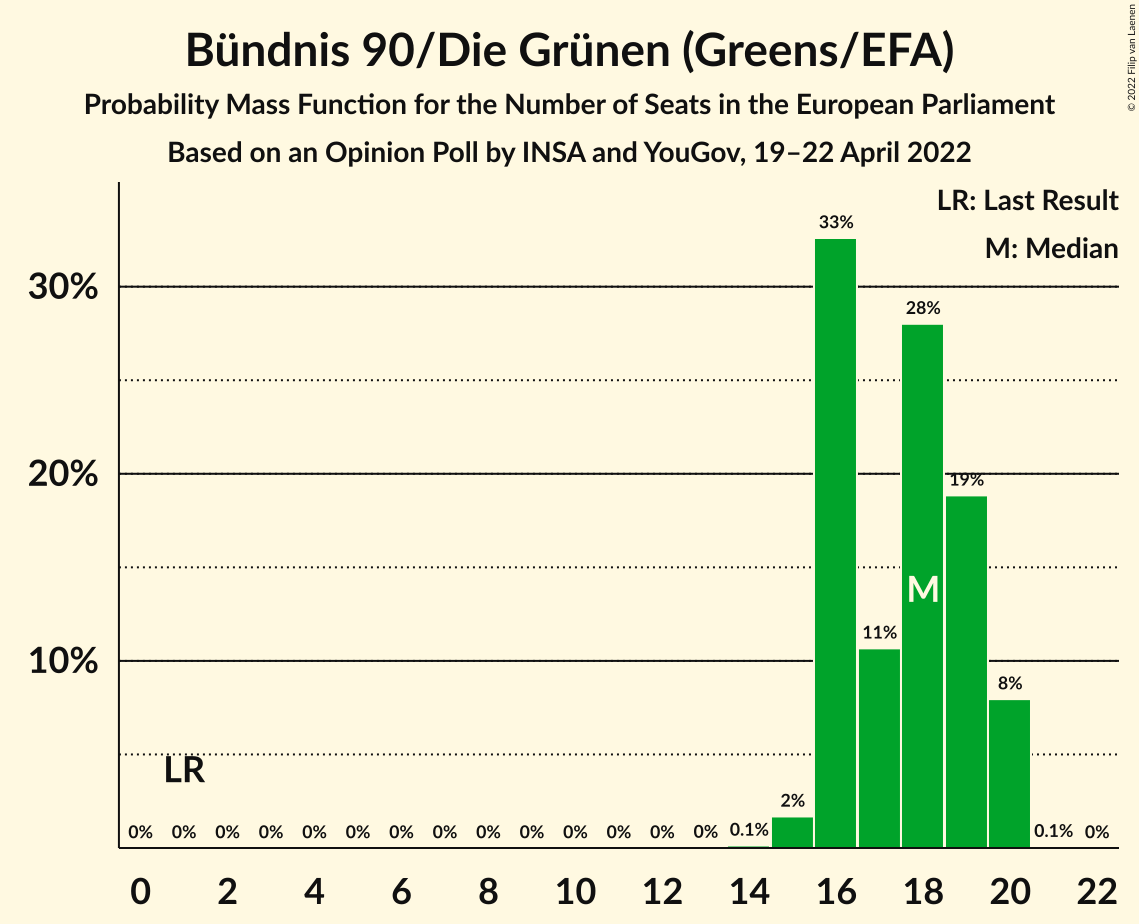 Bündnis 90/Die Grünen (Greens/EFA)
Probability Mass Function for the Number of Seats in the European Parliament
Based on an Opinion Poll by INSA and YouGov, 19–22 April 2022
© 2022 Filip van Laenen
LR: Last Result
M: Median
33%
30%
28%
20%
19%
M
11%
10%
8%
LR
2%
0% 0% 0% 0% 0% 0% 0% 0% 0% 0% 0% 0% 0% 0% 0.1% 0.1% 0%
0 2 4 6 8 10 12 14 16 18 20 22